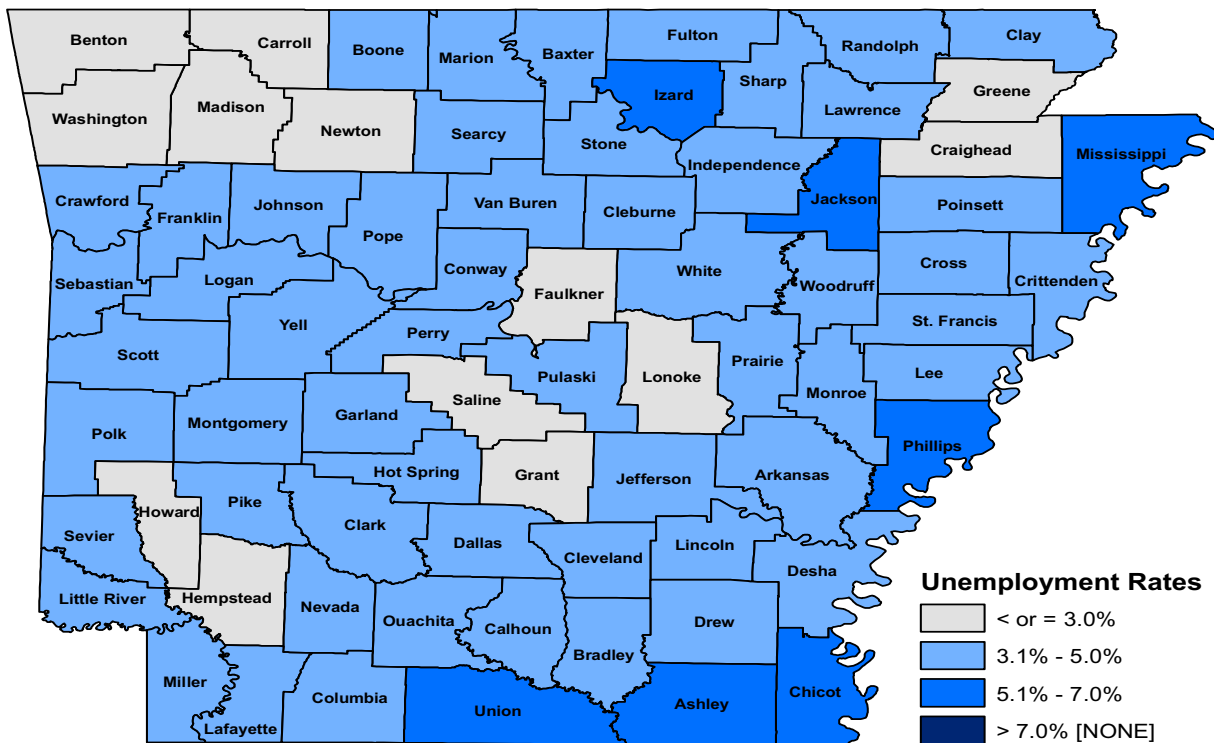 Benton
Carroll
Boone
Marion
Baxter
Fulton
Randolph
Clay
Izard
Sharp
Greene
Washington
Madison
Newton
Searcy
Stone
Lawrence
Independence
Craighead
Mississippi
Crawford
Franklin
Johnson
Pope
Van Buren
Cleburne
Jackson
Poinsett
Sebastian
Logan
Conway
Faulkner
White
Woodruff
Cross
Crittenden
Yell
Perry
St. Francis
Scott
Saline
Pulaski
Lonoke
Prairie
Monroe
Lee
Polk
Montgomery
Garland
Phillips
Hot Spring
Grant
Jefferson
Arkansas
Howard
Pike
Clark
Sevier
Dallas
Cleveland
Lincoln
Desha
Little River
Hempstead
Nevada
Ouachita
Calhoun
Bradley
Drew
Miller
Lafayette
Columbia
Union
Ashley
Chicot
Unemployment Rates
< or = 3.0%
3.1% - 5.0%
5.1% - 7.0%
> 7.0% [NONE]